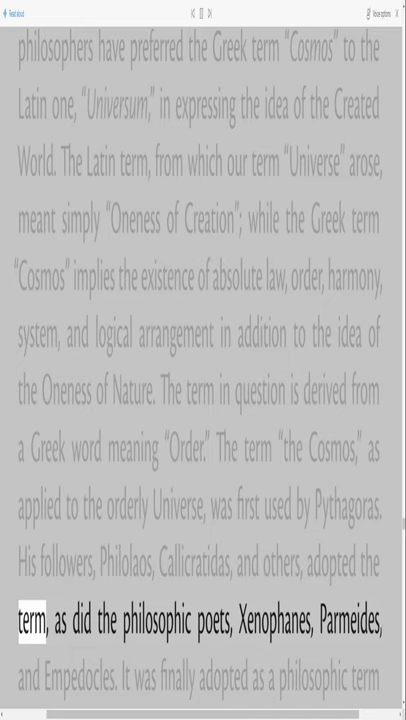 Read aloud
Voice options
philosophers have preferred the Greek term “Cosmos” to the
Latin one, “Universum,” in expressing the idea of the Created
World. The Latin term, from which our term “Universe” arose,
meant simply “Oneness of Creation”; while the Greek term
“Cosmos” implies the existence of absolute law, order, harmony,
system, and logical arrangement in addition to the idea of
the Oneness of Nature. The term in question is derived from
a Greek word meaning “Order.” The term “the Cosmos,” as
applied to the orderly Universe, was first used by Pythagoras.
His followers, Philolaos, Callicratidas, and others, adopted the
term, as did the philosophic poets, Xenophanes, Parmeides,
and Empedocles. It was finally adopted as a philosophic term